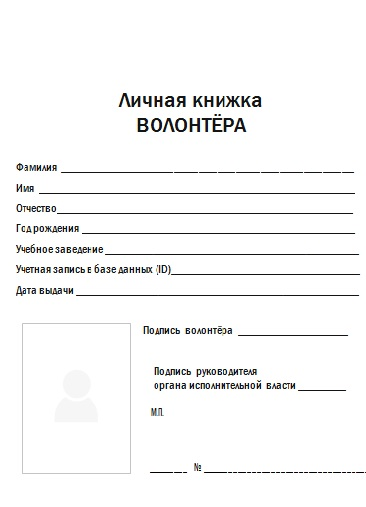 Личная книжка
ВОЛОНТЁРА
Фамилия
Имя
Отчество
Год рождения
Учебное заведение
Учетная запись в базе данных (ID)
Дата выдачи
Подпись волонтёра
Подпись руководителя
органа исполнительной власти
М.П.
№